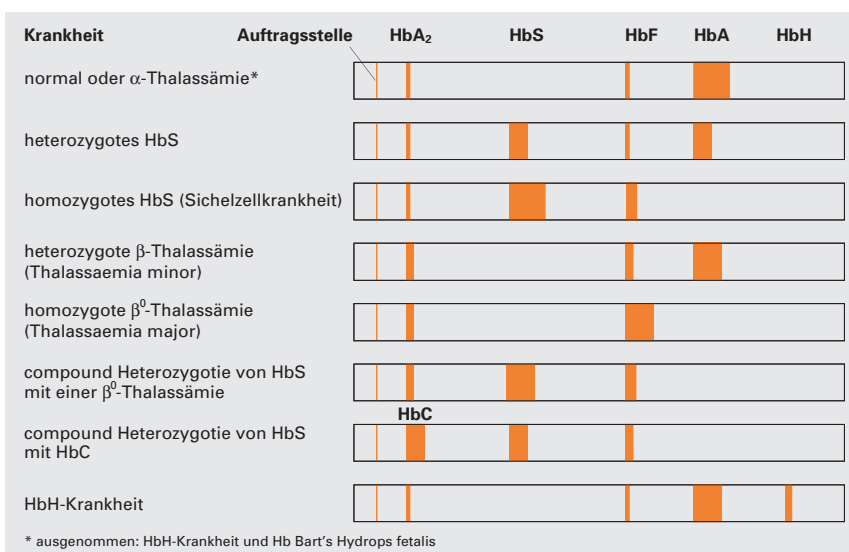 Krankheit Auftragsstelle HbA₂ HbS HbF HbA HbH
normal oder α-Thalassämie*
heterozygotes HbS
homozygotes HbS (Sichelzellkrankheit)
heterozygote β-Thalassämie
(Thalassaemia minor)
homozygote β⁰-Thalassämie
(Thalassaemia major)
compound Heterozygotie von HbS
mit einer β⁰-Thalassämie
HbC
compound Heterozygotie von HbS
mit HbC
HbH-Krankheit
* ausgenommen: HbH-Krankheit und Hb Bart's Hydrops fetalis